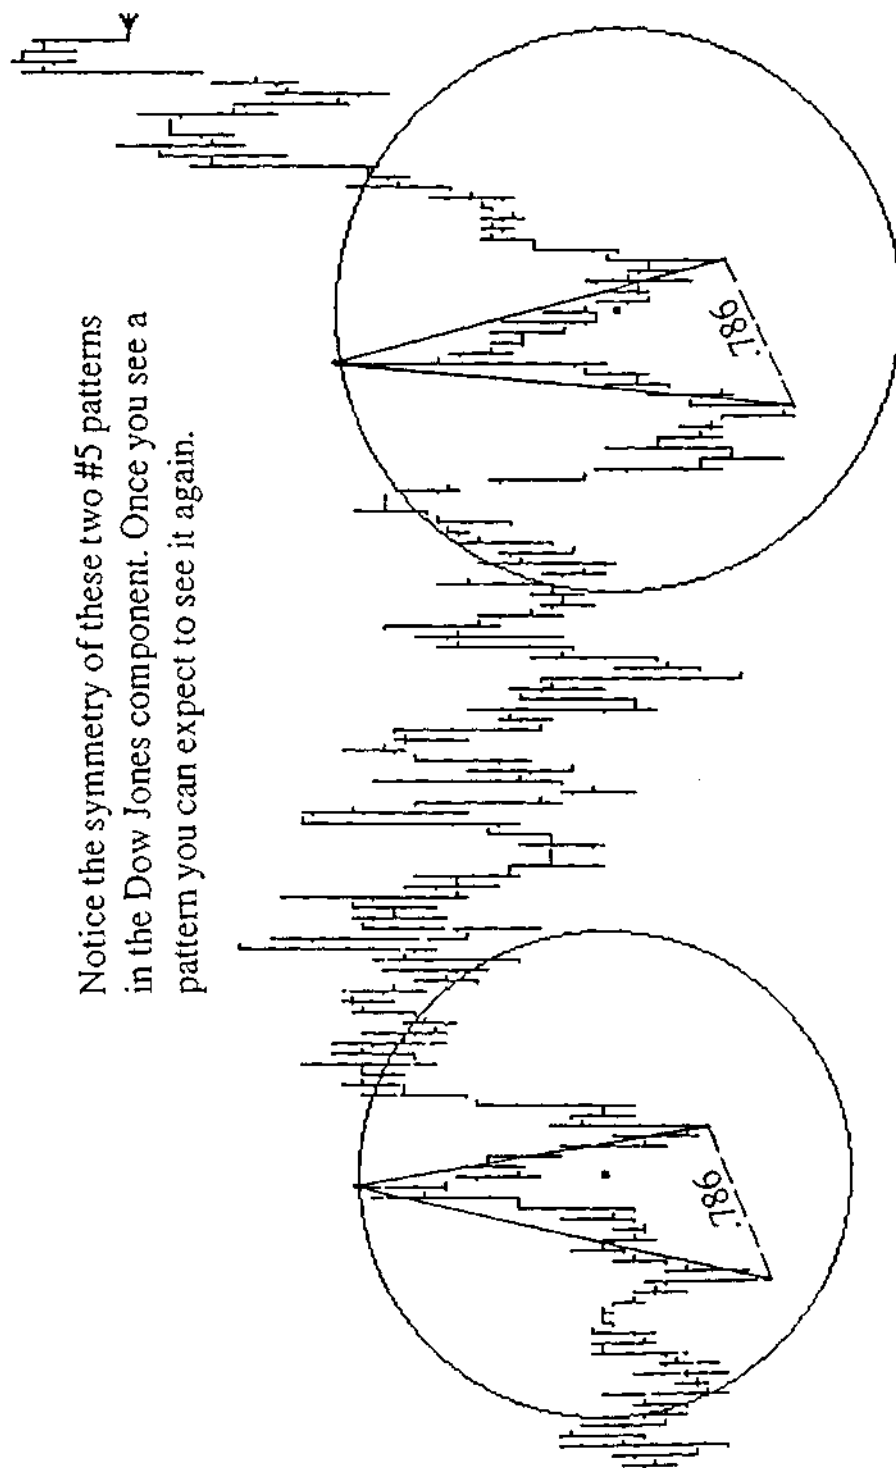 Notice the symmetry of these two #5 patterns
in the Dow Jones component. Once you see a
pattern you can expect to see it again.
.786
.786